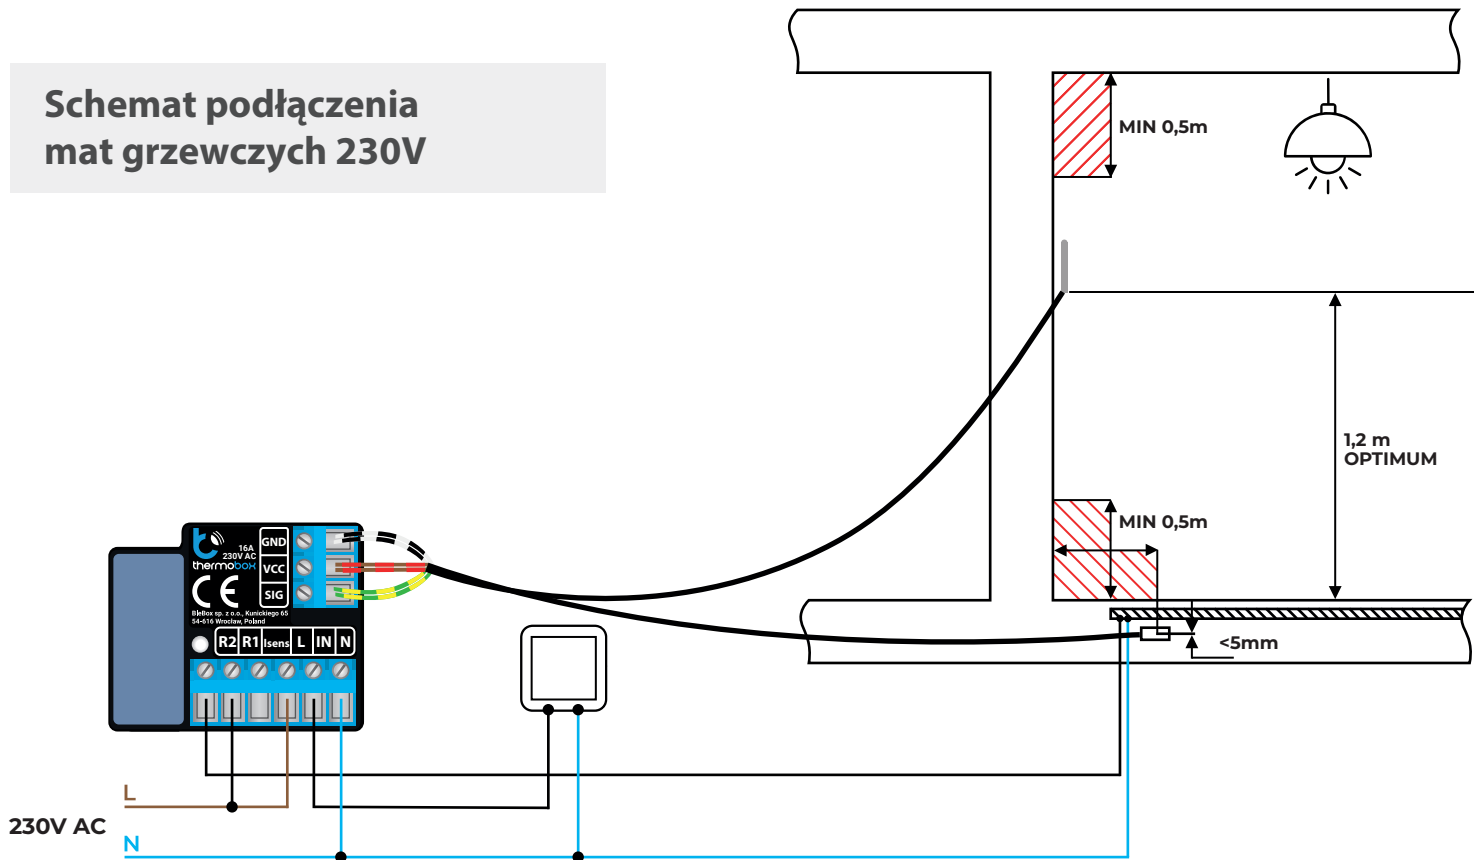 Schemat podłączenia
mat grzewczych 230V
MIN 0,5m
1,2 m
OPTIMUM
MIN 0,5m
<5mm
16A
230V AC
thermobox
CE
BleBox sp. z o.o., Kunickiego 65
54-616 Wrocław, Poland
GND
VCC
SIG
R2 R1 Isens L IN N
L
230V AC
N